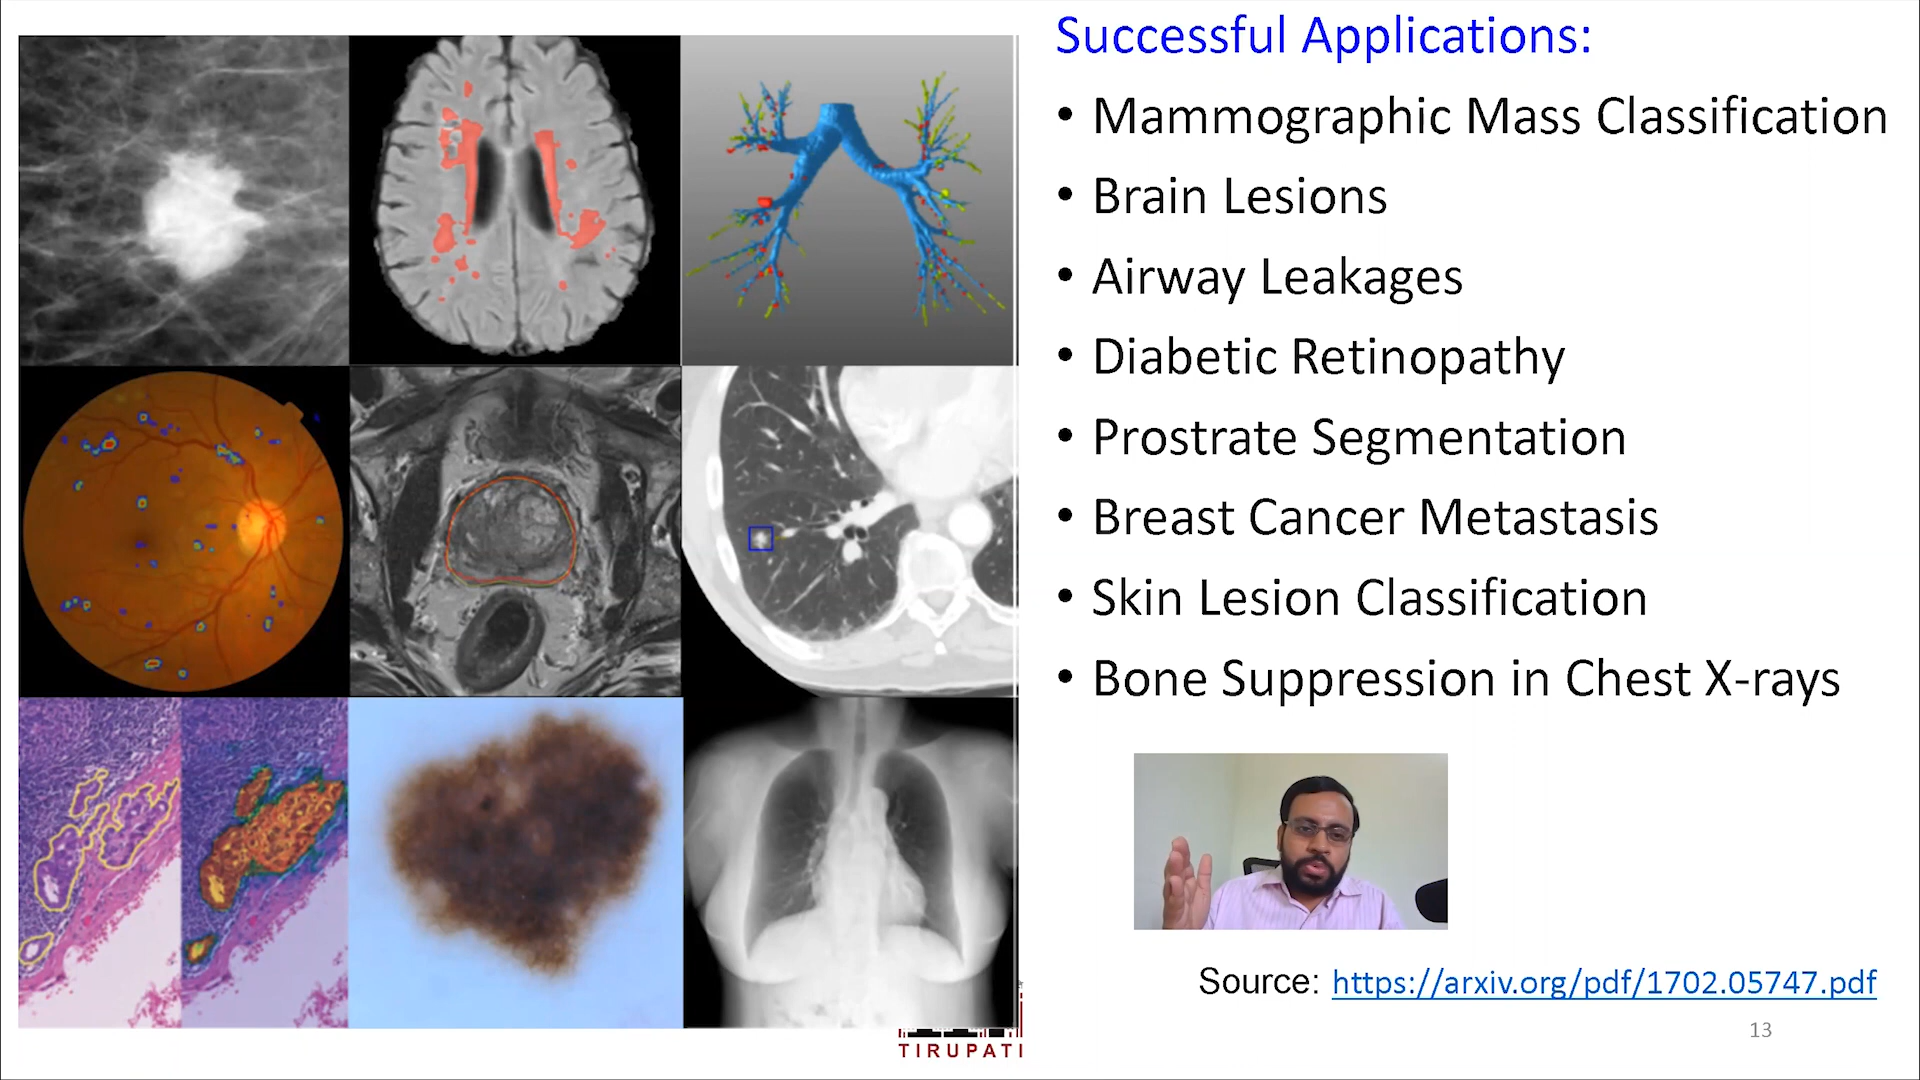 Successful Applications:
• Mammographic Mass Classification
• Brain Lesions
• Airway Leakages
• Diabetic Retinopathy
• Prostrate Segmentation
• Breast Cancer Metastasis
• Skin Lesion Classification
• Bone Suppression in Chest X-rays
Source: https://arxiv.org/pdf/1702.05747.pdf
13
TIRUPATI